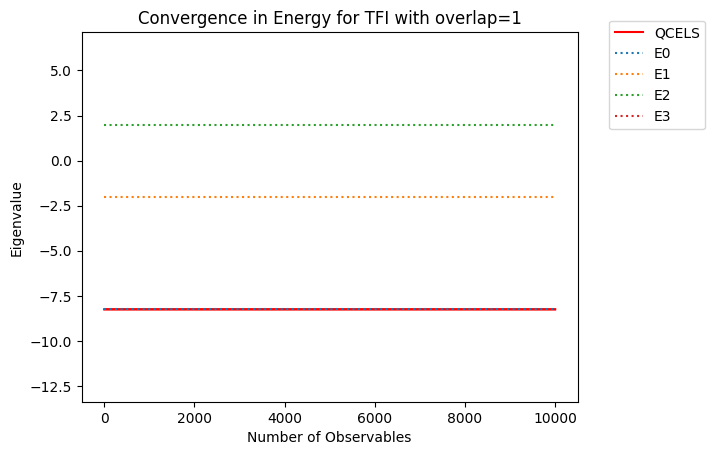 Convergence in Energy for TFI with overlap=1
QCELS
E0
E1
E2
E3
5.0
2.5
0.0
−2.5
−5.0
−7.5
−10.0
−12.5
Eigenvalue
0 2000 4000 6000 8000 10000
Number of Observables